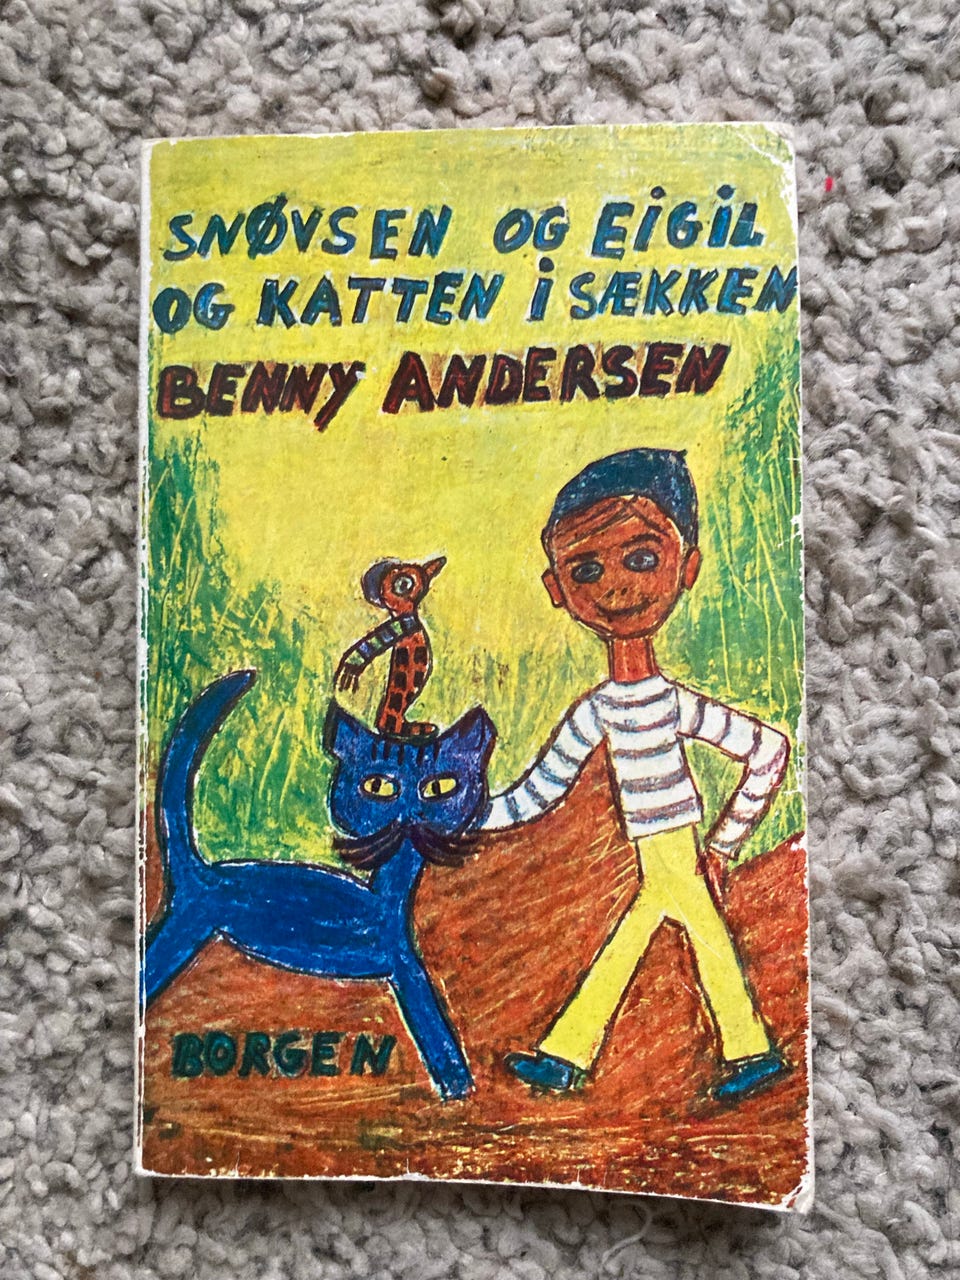 SNØVSEN OG EiGiL
OG KATTEN i SÆKKEN
BENNY ANDERSEN
BORGEN